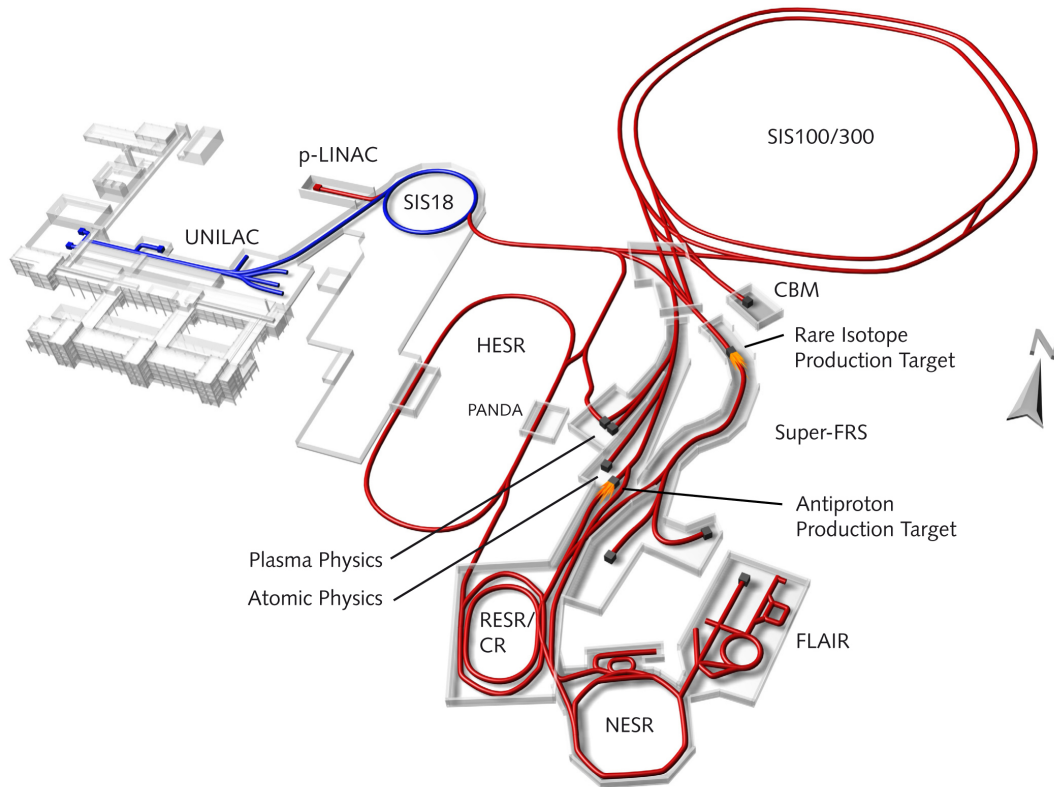 SIS100/300
p-LINAC
SIS18
UNILAC
CBM
Rare Isotope
Production Target
HESR
PANDA
Super-FRS
Antiproton
Production Target
Plasma Physics
Atomic Physics
RESR/
CR
FLAIR
NESR
N